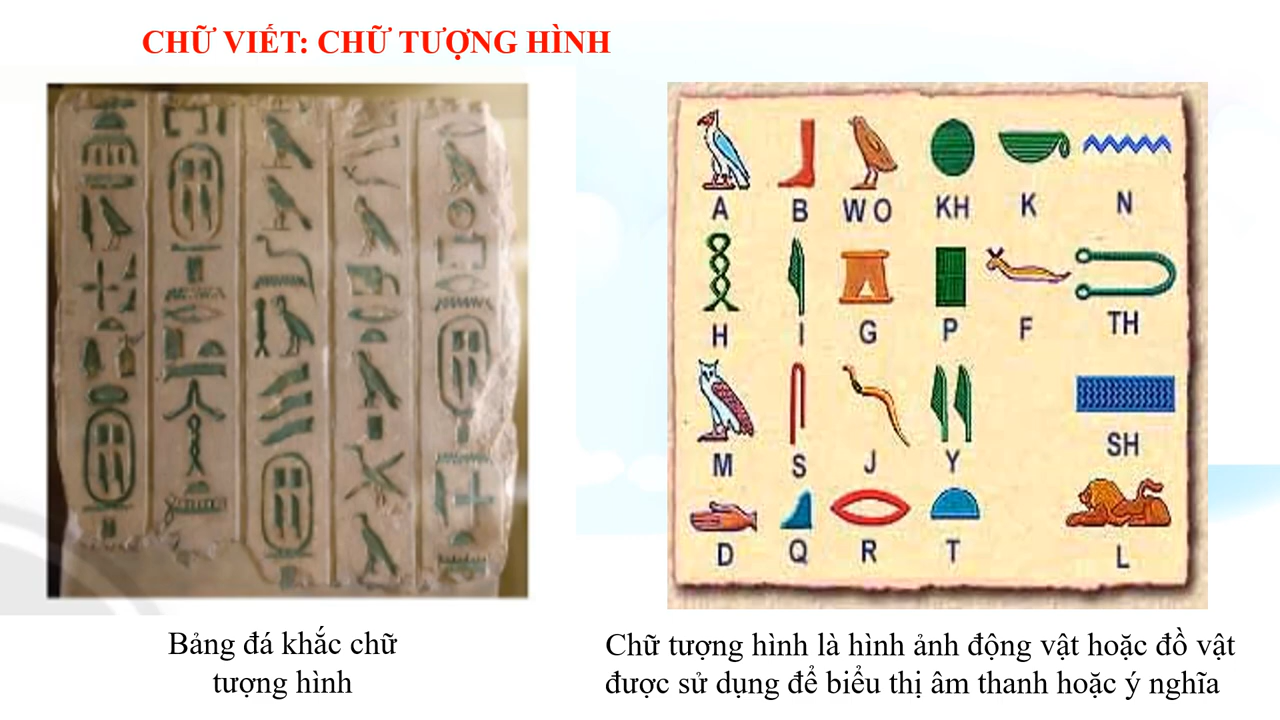 CHỮ VIẾT: CHỮ TƯỢNG HÌNH
A B WO KH K N
H I G P F TH
M S J Y SH
D Q R T L
Bảng đá khắc chữ
tượng hình
Chữ tượng hình là hình ảnh động vật hoặc đồ vật
được sử dụng để biểu thị âm thanh hoặc ý nghĩa